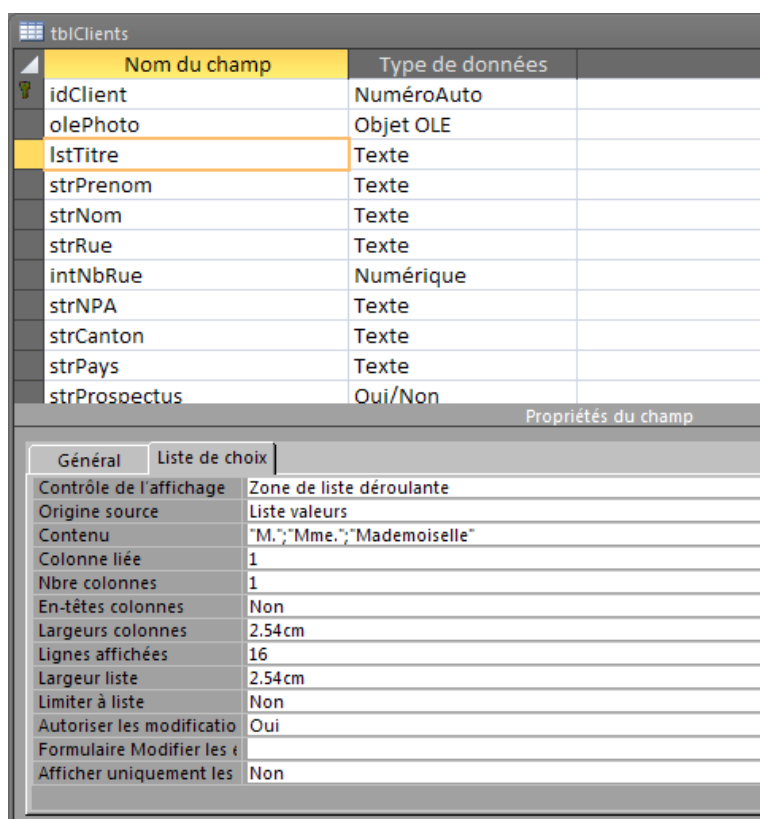 tblClients
Nom du champ Type de données
idClient NuméroAuto
olePhoto Objet OLE
lstTitre Texte
strPrenom Texte
strNom Texte
strRue Texte
intNbRue Numérique
strNPA Texte
strCanton Texte
strPays Texte
strProspectus Oui/Non
Propriétés du champ
Général Liste de choix
Contrôle de l'affichage Zone de liste déroulante
Origine source Liste valeurs
Contenu "M.";"Mme.";"Mademoiselle"
Colonne liée 1
Nbre colonnes 1
En-têtes colonnes Non
Largeurs colonnes 2.54cm
Lignes affichées 16
Largeur liste 2.54cm
Limiter à liste Non
Autoriser les modificatio Oui
Formulaire Modifier les é
Afficher uniquement les Non